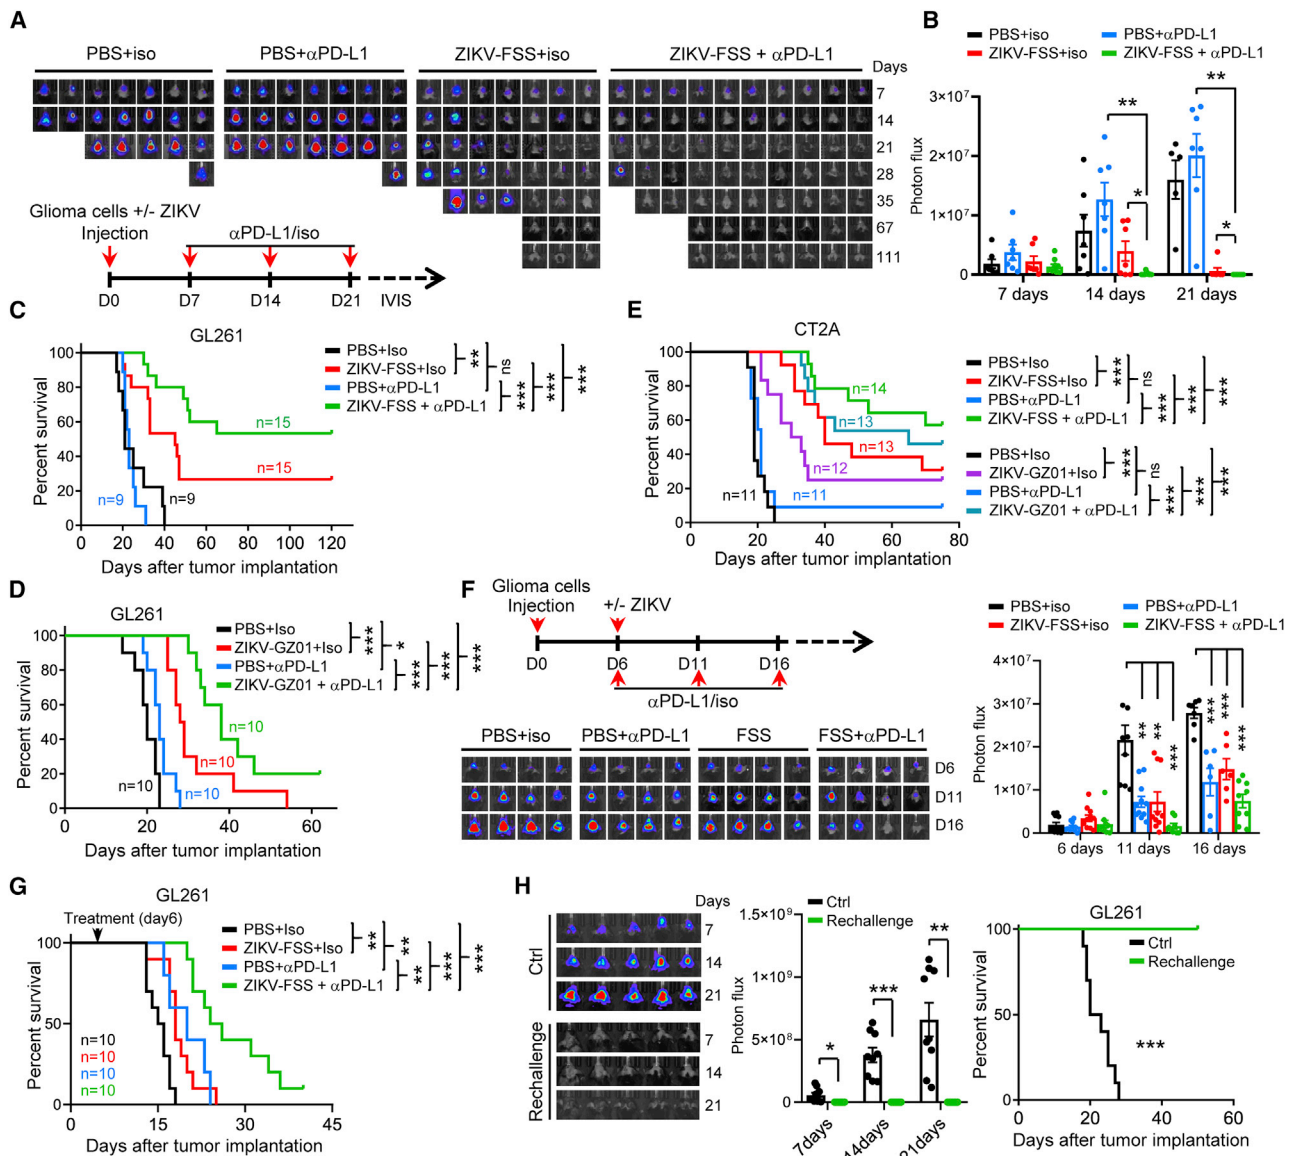 A
PBS+iso
PBS+αPD-L1
ZIKV-FSS+iso
ZIKV-FSS + αPD-L1
Days
7
14
21
28
35
67
111
Glioma cells +/- ZIKV
Injection
αPD-L1/iso
D0
D7
D14
D21
IVIS
B
PBS+iso
PBS+αPD-L1
ZIKV-FSS+iso
ZIKV-FSS + αPD-L1
Photon flux
3×10⁷
2×10⁷
1×10⁷
0
**
*
**
*
7 days
14 days
21 days
C
GL261
Percent survival
100
80
60
40
20
0
0 20 40 60 80 100 120
Days after tumor implantation
n=15
n=15
n=9
n=9
PBS+Iso
ZIKV-FSS+Iso
PBS+αPD-L1
ZIKV-FSS + αPD-L1
**
ns
***
***
***
E
CT2A
Percent survival
100
80
60
40
20
0
0 20 40 60 80
Days after tumor implantation
n=14
n=13
n=13
n=12
n=11
n=11
PBS+Iso
ZIKV-FSS+Iso
PBS+αPD-L1
ZIKV-FSS + αPD-L1
***
ns
***
***
***
PBS+Iso
ZIKV-GZ01+Iso
PBS+αPD-L1
ZIKV-GZ01 + αPD-L1
***
ns
***
***
***
D
GL261
Percent survival
100
80
60
40
20
0
0 20 40 60
Days after tumor implantation
n=10
n=10
n=10
n=10
PBS+Iso
ZIKV-GZ01+Iso
PBS+αPD-L1
ZIKV-GZ01 + αPD-L1
***
*
***
***
***
F
Glioma cells
Injection
+/- ZIKV
D0
D6
D11
D16
αPD-L1/iso
PBS+iso
PBS+αPD-L1
FSS
FSS+αPD-L1
D6
D11
D16
PBS+iso
PBS+αPD-L1
ZIKV-FSS+iso
ZIKV-FSS + αPD-L1
Photon flux
4×10⁷
3×10⁷
2×10⁷
1×10⁷
0
**
**
***
***
***
***
6 days
11 days
16 days
G
GL261
Treatment (day6)
Percent survival
100
50
0
0 15 30 45
Days after tumor implantation
n=10
n=10
n=10
n=10
PBS+Iso
ZIKV-FSS+Iso
PBS+αPD-L1
ZIKV-FSS + αPD-L1
**
**
**
***
***
H
Days
Ctrl
7
14
21
Rechallenge
7
14
21
Ctrl
Rechallenge
Photon flux
1.5×10⁹
1×10⁹
5×10⁸
0
*
***
**
7days
14days
21days
GL261
Ctrl
Rechallenge
***
Percent survival
100
50
0
0 20 40 60
Days after tumor implantation